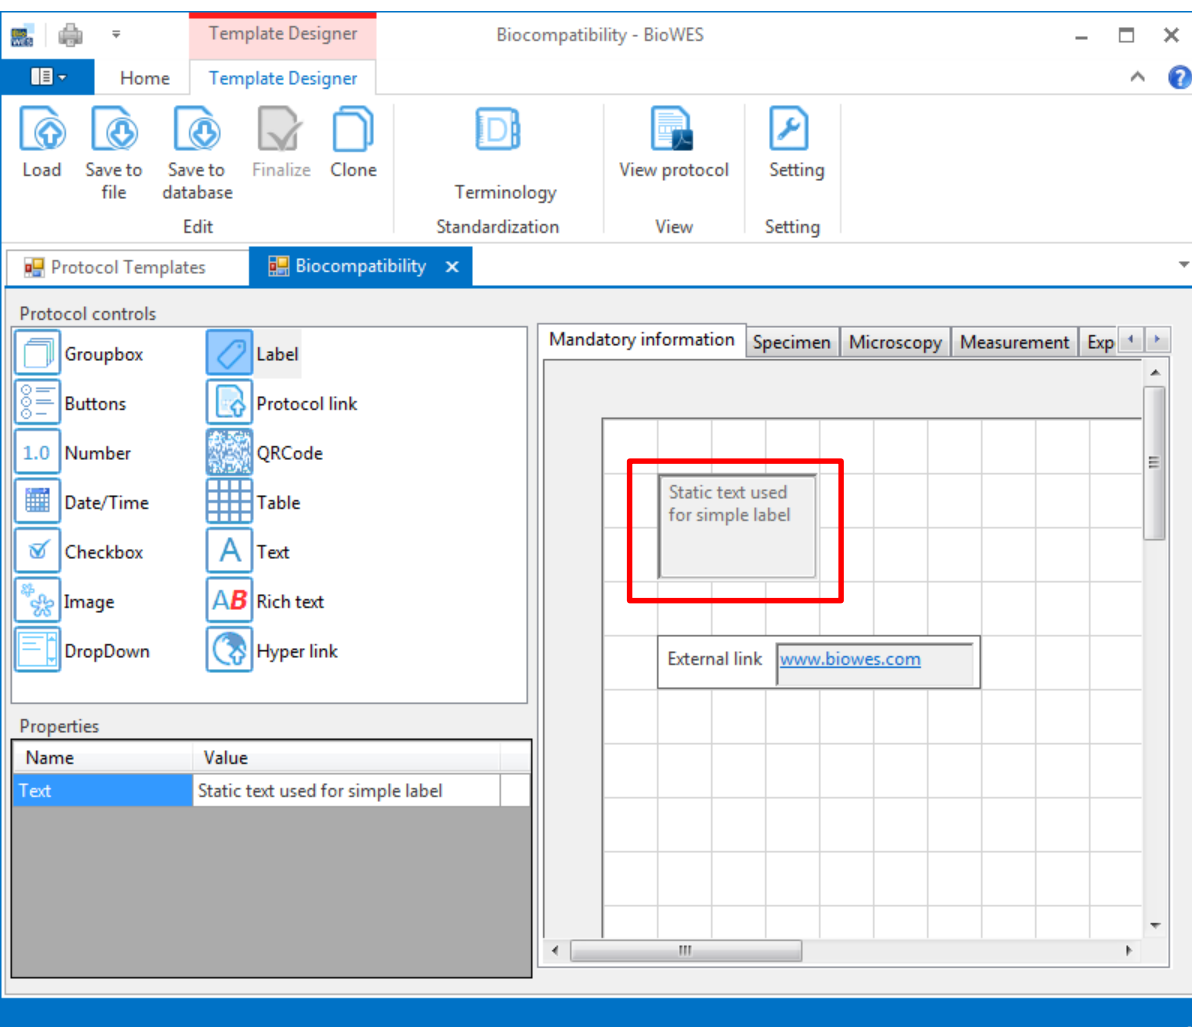 Bio
WES
Template Designer
Biocompatibility - BioWES
Home
Template Designer
Load
Save to
file
Save to
database
Finalize
Clone
Edit
Terminology
Standardization
View protocol
View
Setting
Setting
Protocol Templates
Biocompatibility
Protocol controls
Groupbox
Label
Buttons
Protocol link
1.0 Number
QRCode
Date/Time
Table
Checkbox
A Text
Image
AB Rich text
DropDown
Hyper link
Properties
Name Value
Text Static text used for simple label
Mandatory information Specimen Microscopy Measurement Exp
Static text used
for simple label
External link www.biowes.com